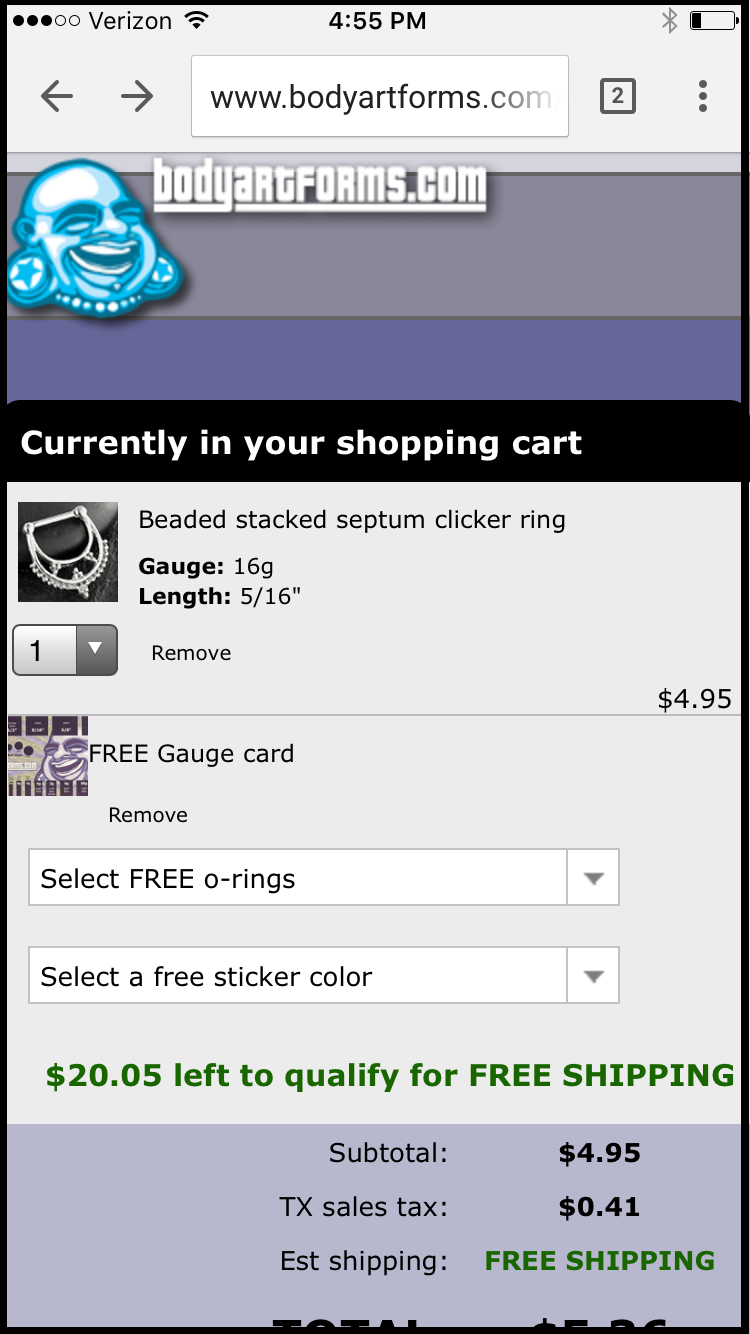 Verizon 4:55 PM
www.bodyartforms.com
2
bodyartforms.com
Currently in your shopping cart
Beaded stacked septum clicker ring
Gauge: 16g
Length: 5/16"
1
Remove
$4.95
FREE Gauge card
Remove
Select FREE o-rings
Select a free sticker color
$20.05 left to qualify for FREE SHIPPING
Subtotal: $4.95
TX sales tax: $0.41
Est shipping: FREE SHIPPING
TOTAL $5.36